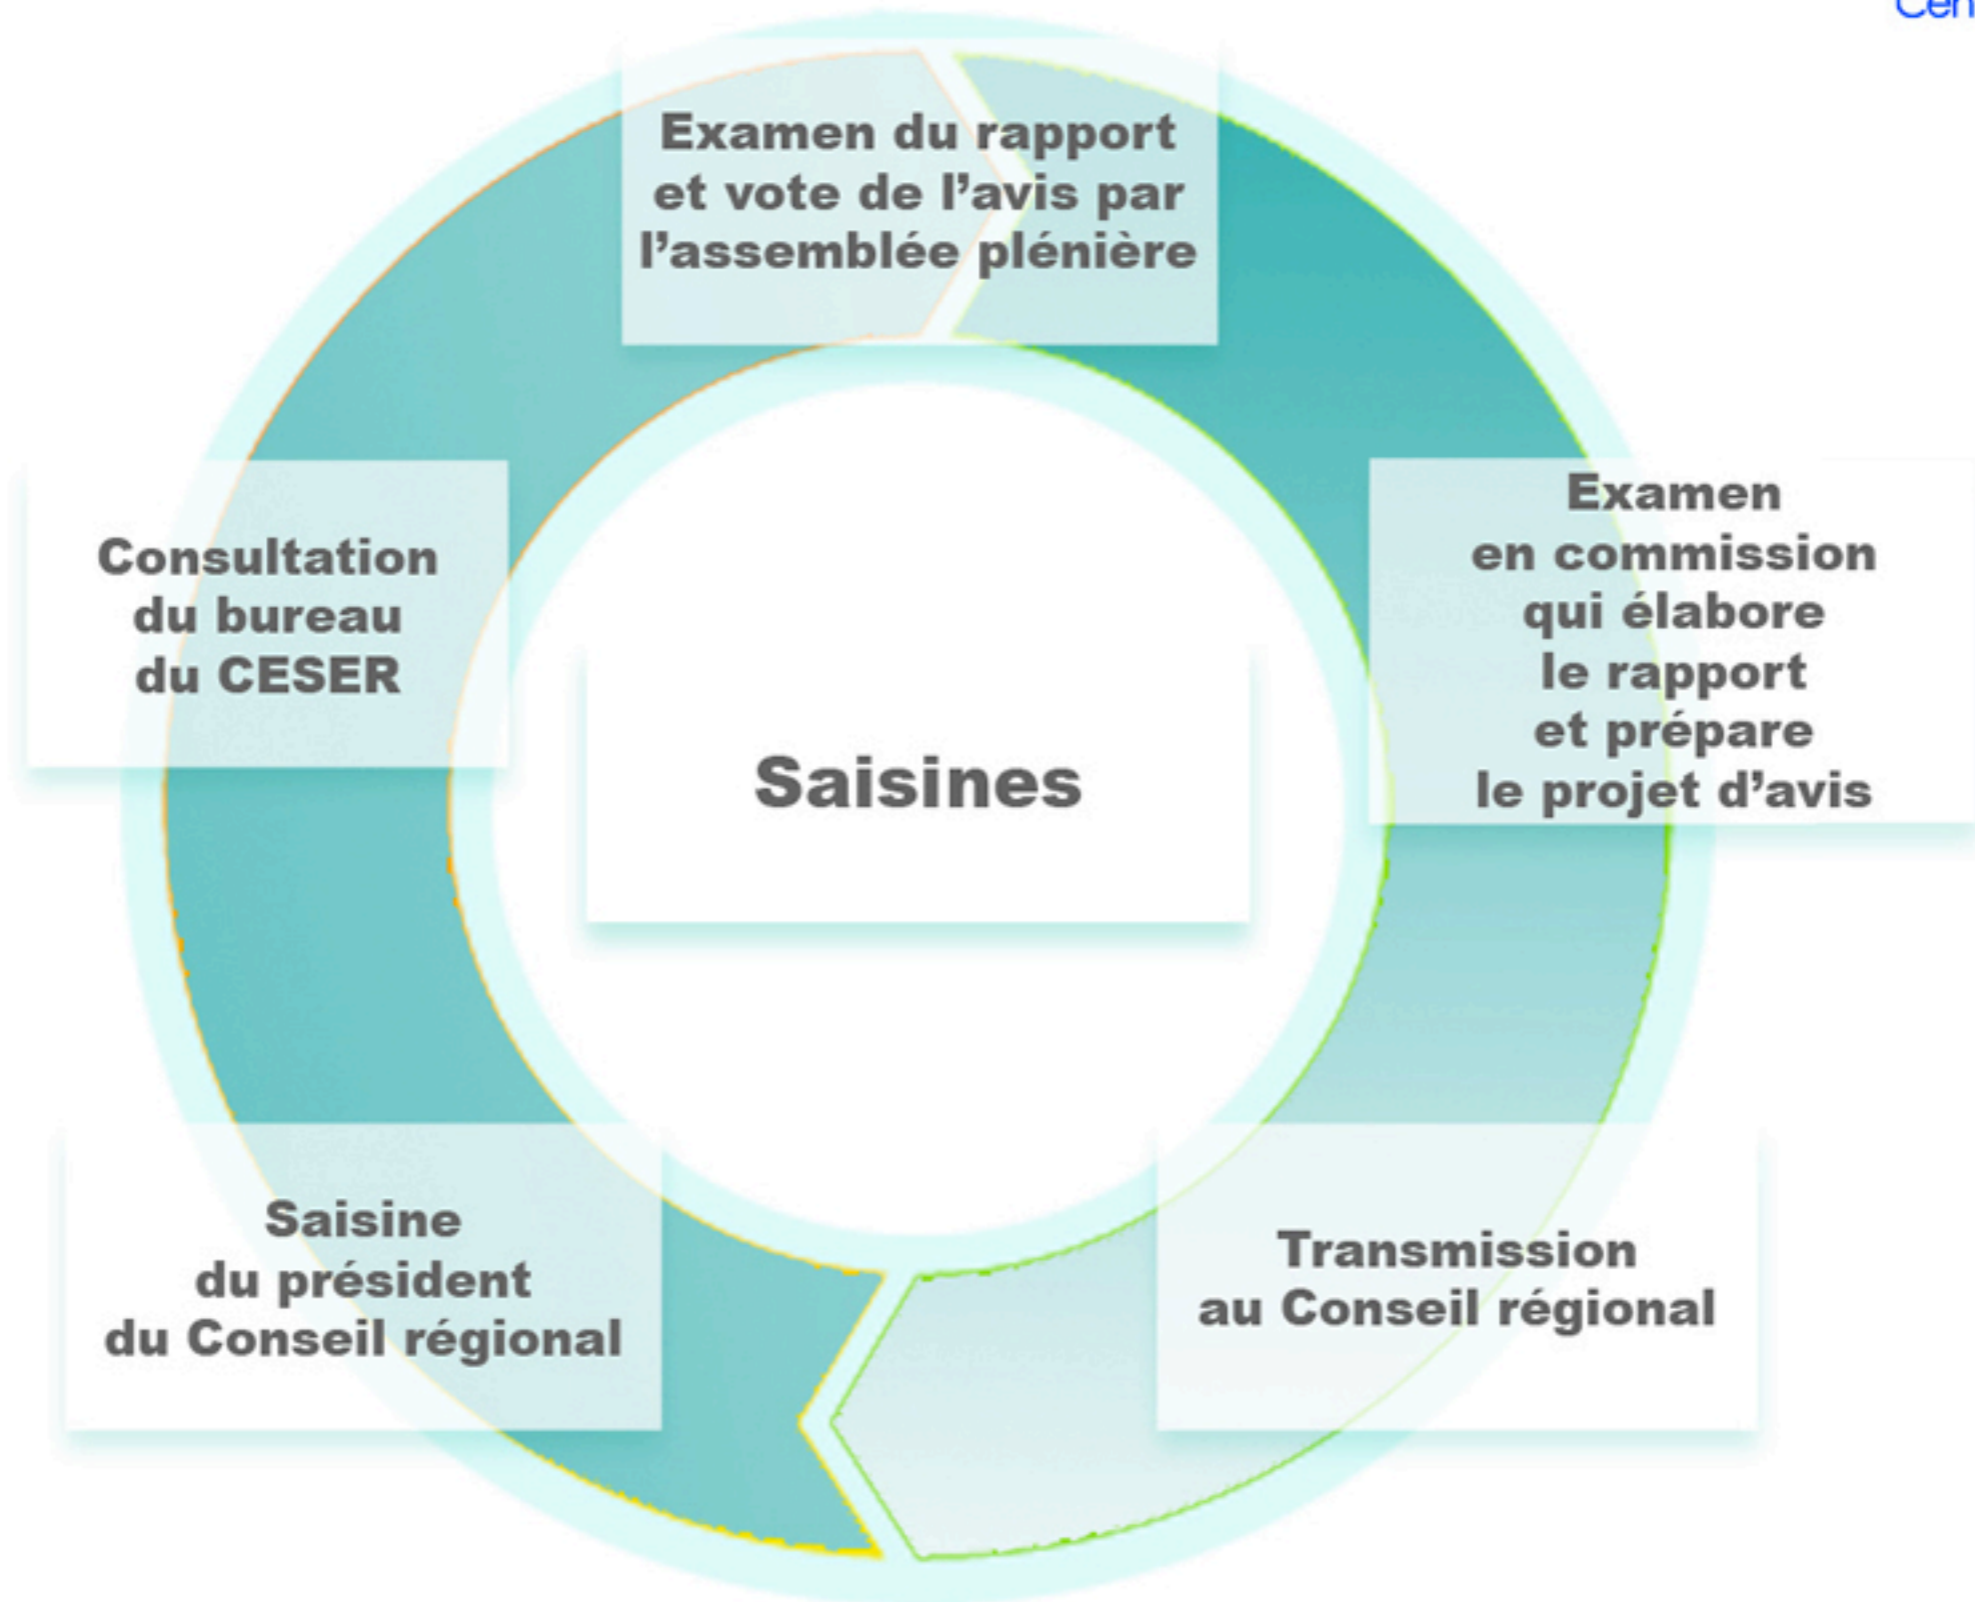 Examen du rapport
et vote de l’avis par
l’assemblée plénière
Consultation
du bureau
du CESER
Examen
en commission
qui élabore
le rapport
et prépare
le projet d’avis
Saisines
Saisine
du président
du Conseil régional
Transmission
au Conseil régional